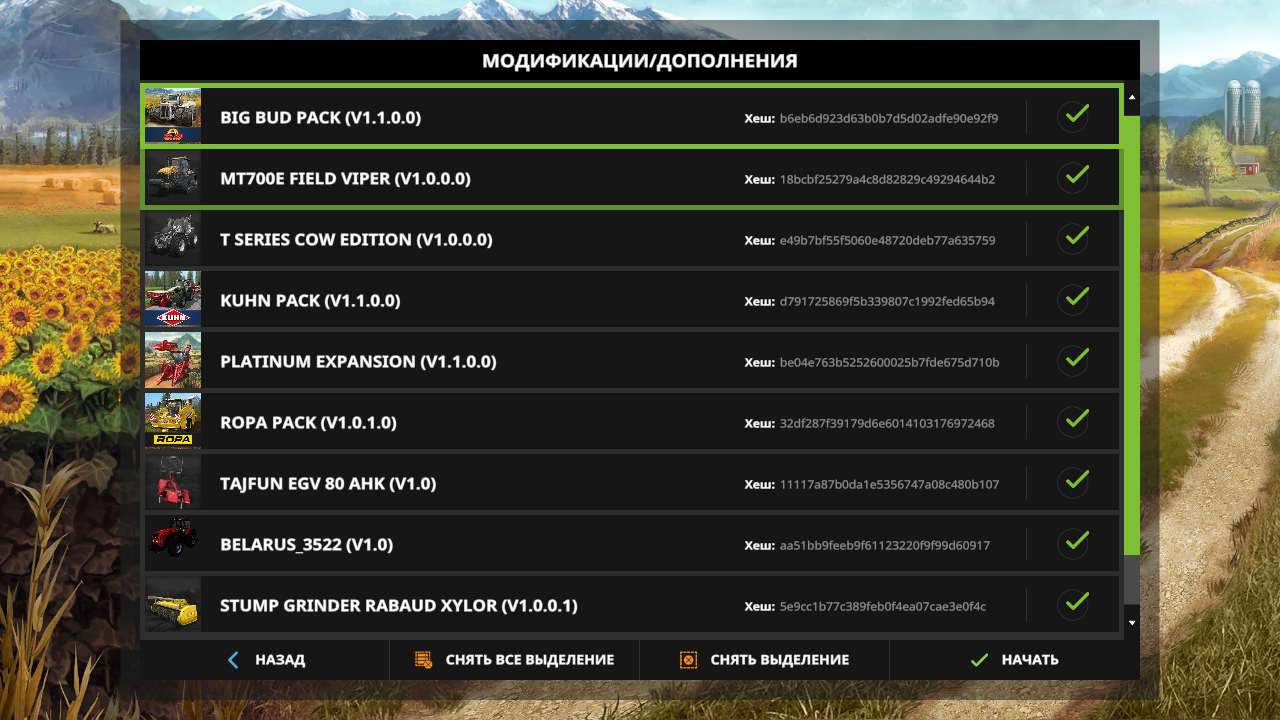 МОДИФИКАЦИИ/ДОПОЛНЕНИЯ
BIG BUD PACK (V1.1.0.0) Хеш: b6eb6d923d63b0b7d5d02adfe90e92f9
MT700E FIELD VIPER (V1.0.0.0) Хеш: 18bcbf25279a4c8d82829c49294644b2
T SERIES COW EDITION (V1.0.0.0) Хеш: e49b7bf55f5060e48720deb77a635759
KUHN PACK (V1.1.0.0) Хеш: d791725869f5b339807c1992fed65b94
KUHN
PLATINUM EXPANSION (V1.1.0.0) Хеш: be04e763b5252600025b7fde675d710b
ROPA PACK (V1.0.1.0) Хеш: 32df287f39179d6e6014103176972468
ROPA
TAJFUN EGV 80 AHK (V1.0) Хеш: 11117a87b0da1e5356747a08c480b107
BELARUS_3522 (V1.0) Хеш: aa51bb9feeb9f61123220f9f99d60917
STUMP GRINDER RABAUD XYLOR (V1.0.0.1) Хеш: 5e9cc1b77c389feb0f4ea07cae3e0f4c
НАЗАД СНЯТЬ ВСЕ ВЫДЕЛЕНИЕ СНЯТЬ ВЫДЕЛЕНИЕ НАЧАТЬ